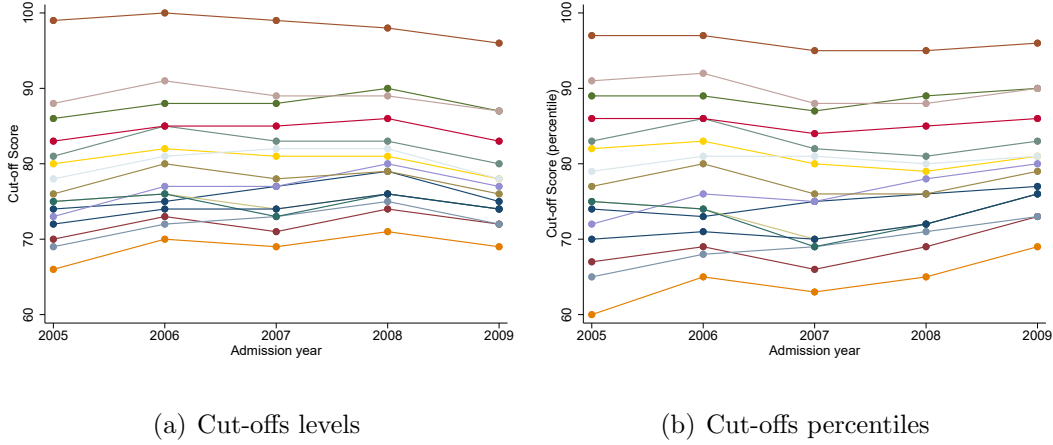 Cut-off Score
100
90
80
70
60
2005 2006 2007 2008 2009
Admission year
(a) Cut-offs levels
Cut-off Score (percentile)
100
90
80
70
60
2005 2006 2007 2008 2009
Admission year
(b) Cut-offs percentiles